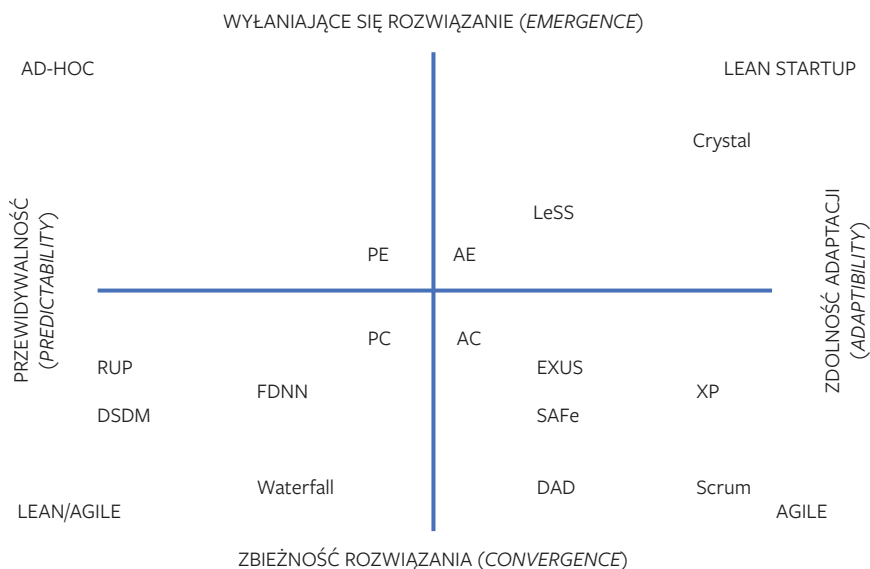 WYŁANIAJĄCE SIĘ ROZWIĄZANIE (EMERGENCE)
AD-HOC
LEAN STARTUP
Crystal
LeSS
PRZEWIDYWALNOŚĆ
(PREDICTABILITY)
ZDOLNOŚĆ ADAPTACJI
(ADAPTIBILITY)
PE
AE
PC
AC
RUP
EXUS
FDNN
XP
DSDM
SAFe
Waterfall
DAD
Scrum
LEAN/AGILE
AGILE
ZBIEŻNOŚĆ ROZWIĄZANIA (CONVERGENCE)